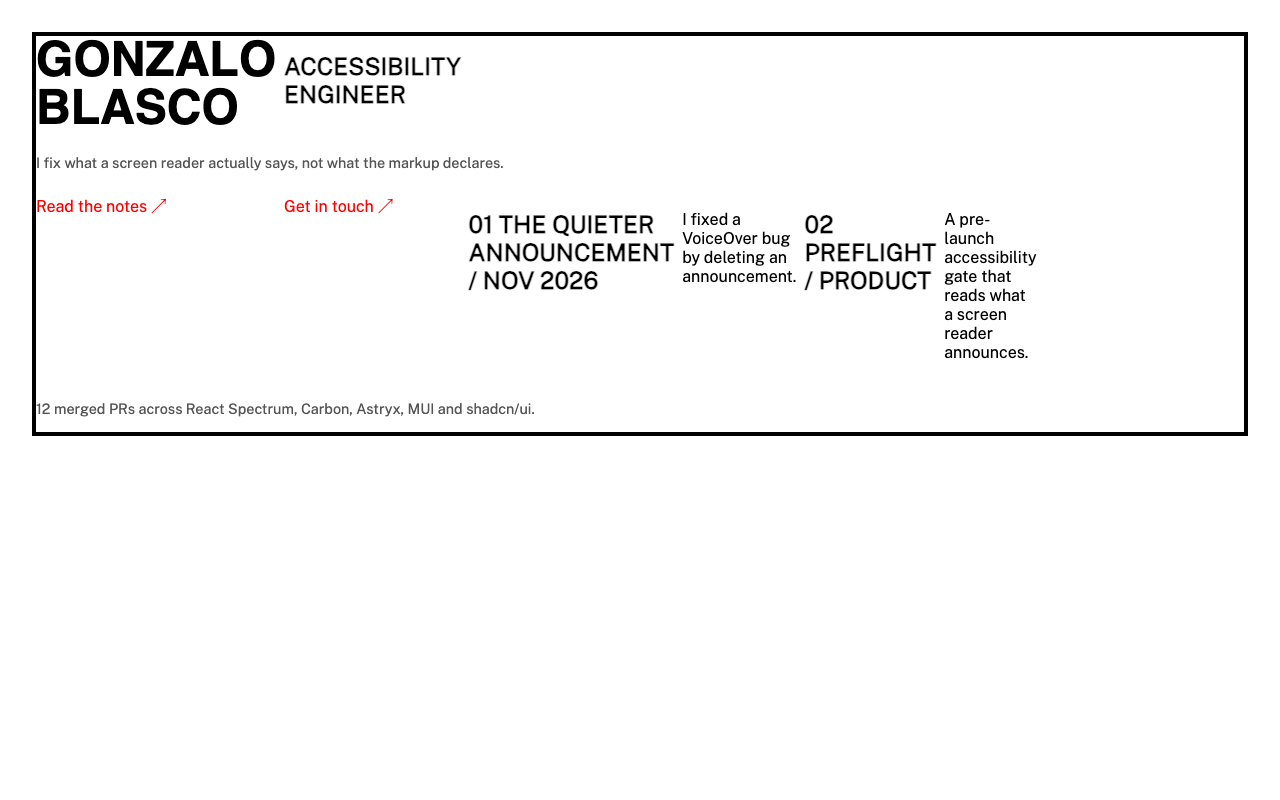 GONZALO
BLASCO
ACCESSIBILITY
ENGINEER
I fix what a screen reader actually says, not what the markup declares.
Read the notes ↗
Get in touch ↗
01 THE QUIETER
ANNOUNCEMENT
/ NOV 2026
I fixed a
VoiceOver bug
by deleting an
announcement.
02
PREFLIGHT
/ PRODUCT
A pre-
launch
accessibility
gate that
reads what
a screen
reader
announces.
12 merged PRs across React Spectrum, Carbon, Astryx, MUI and shadcn/ui.